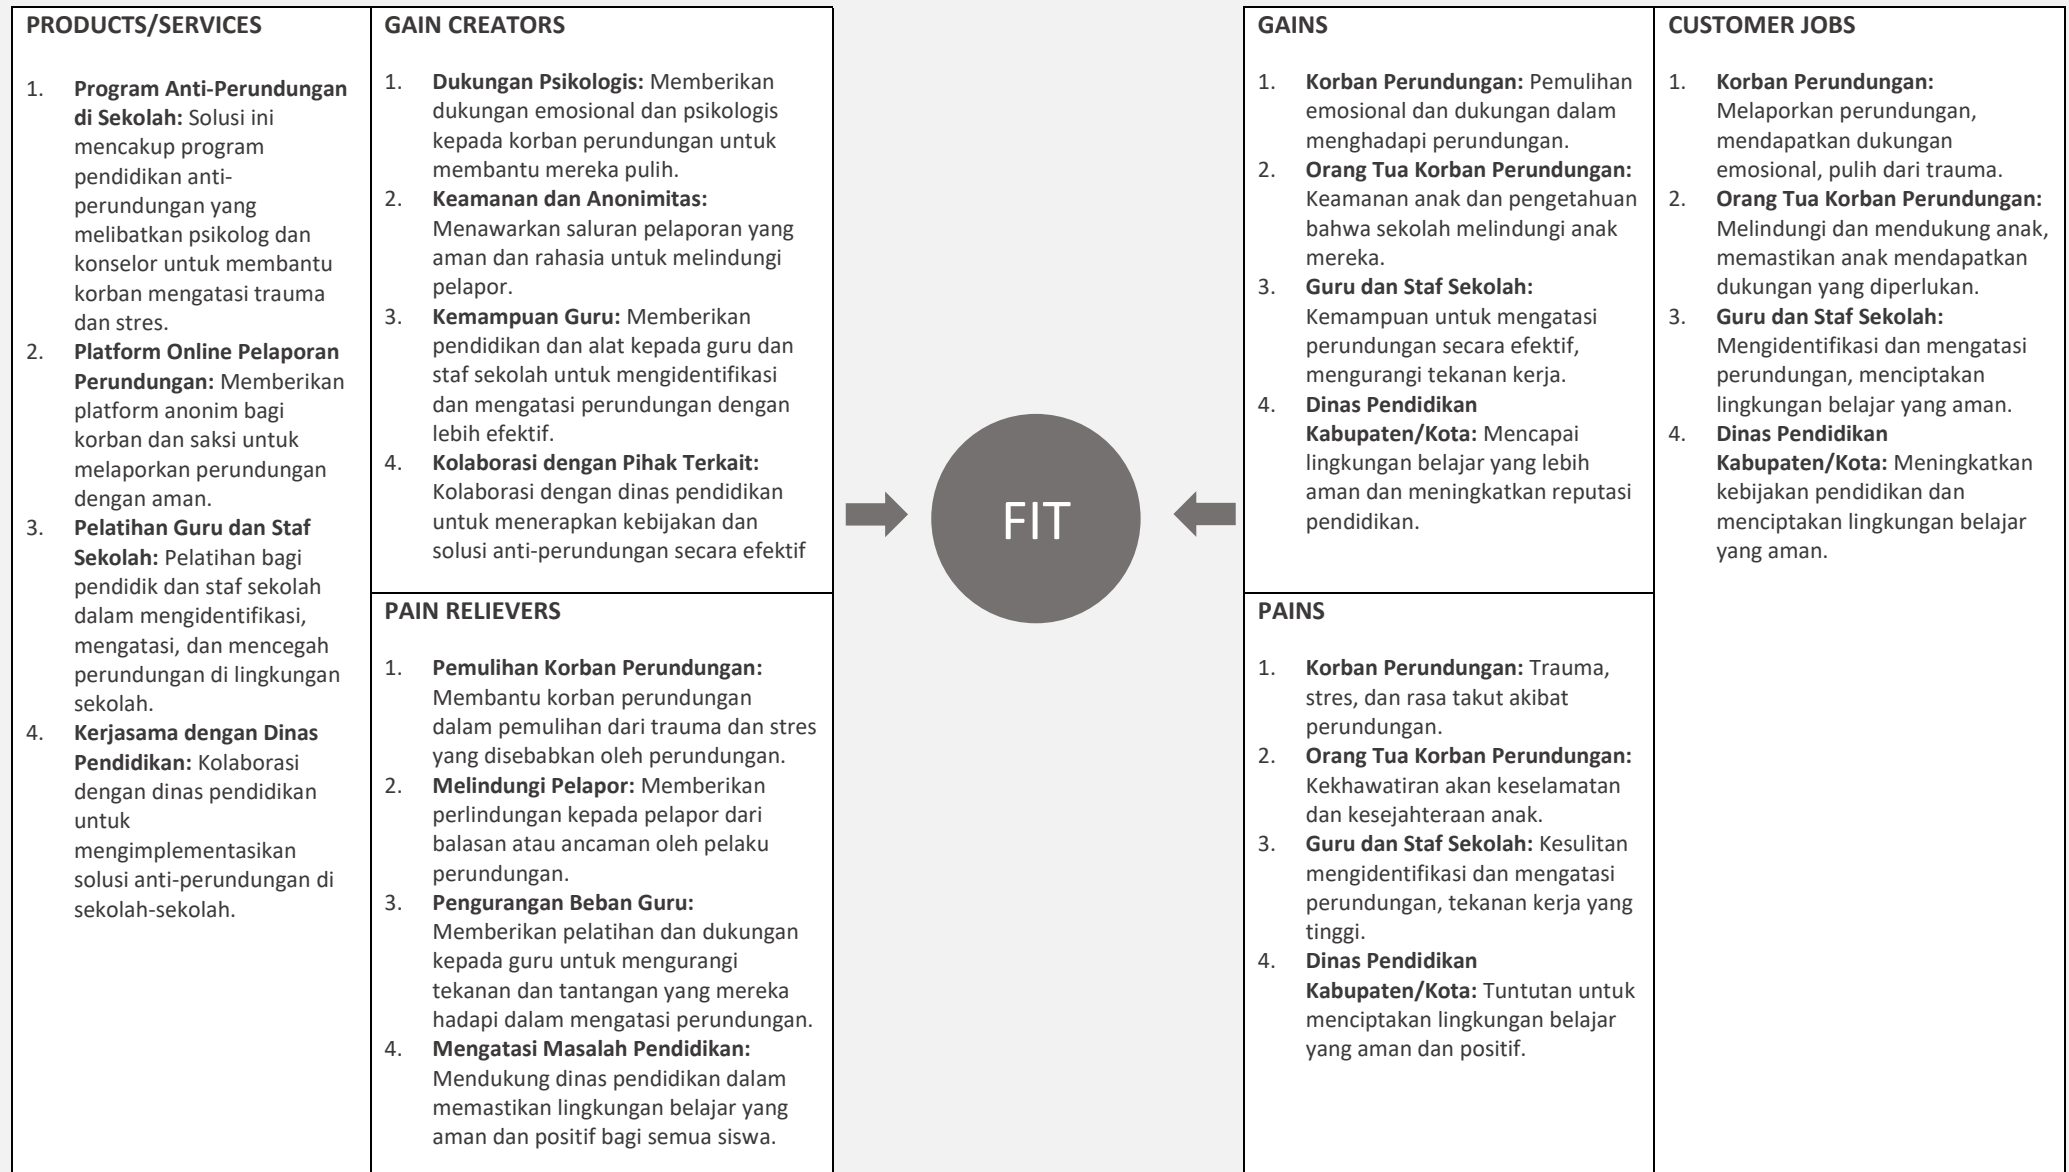 PRODUCTS/SERVICES
1. Program Anti-Perundungan
di Sekolah: Solusi ini
mencakup program
pendidikan anti-
perundungan yang
melibatkan psikolog dan
konselor untuk membantu
korban mengatasi trauma
dan stres.
2. Platform Online Pelaporan
Perundungan: Memberikan
platform anonim bagi
korban dan saksi untuk
melaporkan perundungan
dengan aman.
3. Pelatihan Guru dan Staf
Sekolah: Pelatihan bagi
pendidik dan staf sekolah
dalam mengidentifikasi,
mengatasi, dan mencegah
perundungan di lingkungan
sekolah.
4. Kerjasama dengan Dinas
Pendidikan: Kolaborasi
dengan dinas pendidikan
untuk
mengimplementasikan
solusi anti-perundungan di
sekolah-sekolah.
GAIN CREATORS
1. Dukungan Psikologis: Memberikan
dukungan emosional dan psikologis
kepada korban perundungan untuk
membantu mereka pulih.
2. Keamanan dan Anonimitas:
Menawarkan saluran pelaporan yang
aman dan rahasia untuk melindungi
pelapor.
3. Kemampuan Guru: Memberikan
pendidikan dan alat kepada guru dan
staf sekolah untuk mengidentifikasi
dan mengatasi perundungan dengan
lebih efektif.
4. Kolaborasi dengan Pihak Terkait:
Kolaborasi dengan dinas pendidikan
untuk menerapkan kebijakan dan
solusi anti-perundungan secara efektif
PAIN RELIEVERS
1. Pemulihan Korban Perundungan:
Membantu korban perundungan
dalam pemulihan dari trauma dan stres
yang disebabkan oleh perundungan.
2. Melindungi Pelapor: Memberikan
perlindungan kepada pelapor dari
balasan atau ancaman oleh pelaku
perundungan.
3. Pengurangan Beban Guru:
Memberikan pelatihan dan dukungan
kepada guru untuk mengurangi
tekanan dan tantangan yang mereka
hadapi dalam mengatasi perundungan.
4. Mengatasi Masalah Pendidikan:
Mendukung dinas pendidikan dalam
memastikan lingkungan belajar yang
aman dan positif bagi semua siswa.
FIT
GAINS
1. Korban Perundungan: Pemulihan
emosional dan dukungan dalam
menghadapi perundungan.
2. Orang Tua Korban Perundungan:
Keamanan anak dan pengetahuan
bahwa sekolah melindungi anak
mereka.
3. Guru dan Staf Sekolah:
Kemampuan untuk mengatasi
perundungan secara efektif,
mengurangi tekanan kerja.
4. Dinas Pendidikan
Kabupaten/Kota: Mencapai
lingkungan belajar yang lebih
aman dan meningkatkan reputasi
pendidikan.
PAINS
1. Korban Perundungan: Trauma,
stres, dan rasa takut akibat
perundungan.
2. Orang Tua Korban Perundungan:
Kekhawatiran akan keselamatan
dan kesejahteraan anak.
3. Guru dan Staf Sekolah: Kesulitan
mengidentifikasi dan mengatasi
perundungan, tekanan kerja yang
tinggi.
4. Dinas Pendidikan
Kabupaten/Kota: Tuntutan untuk
menciptakan lingkungan belajar
yang aman dan positif.
CUSTOMER JOBS
1. Korban Perundungan:
Melaporkan perundungan,
mendapatkan dukungan
emosional, pulih dari trauma.
2. Orang Tua Korban Perundungan:
Melindungi dan mendukung anak,
memastikan anak mendapatkan
dukungan yang diperlukan.
3. Guru dan Staf Sekolah:
Mengidentifikasi dan mengatasi
perundungan, menciptakan
lingkungan belajar yang aman.
4. Dinas Pendidikan
Kabupaten/Kota: Meningkatkan
kebijakan pendidikan dan
menciptakan lingkungan belajar
yang aman.